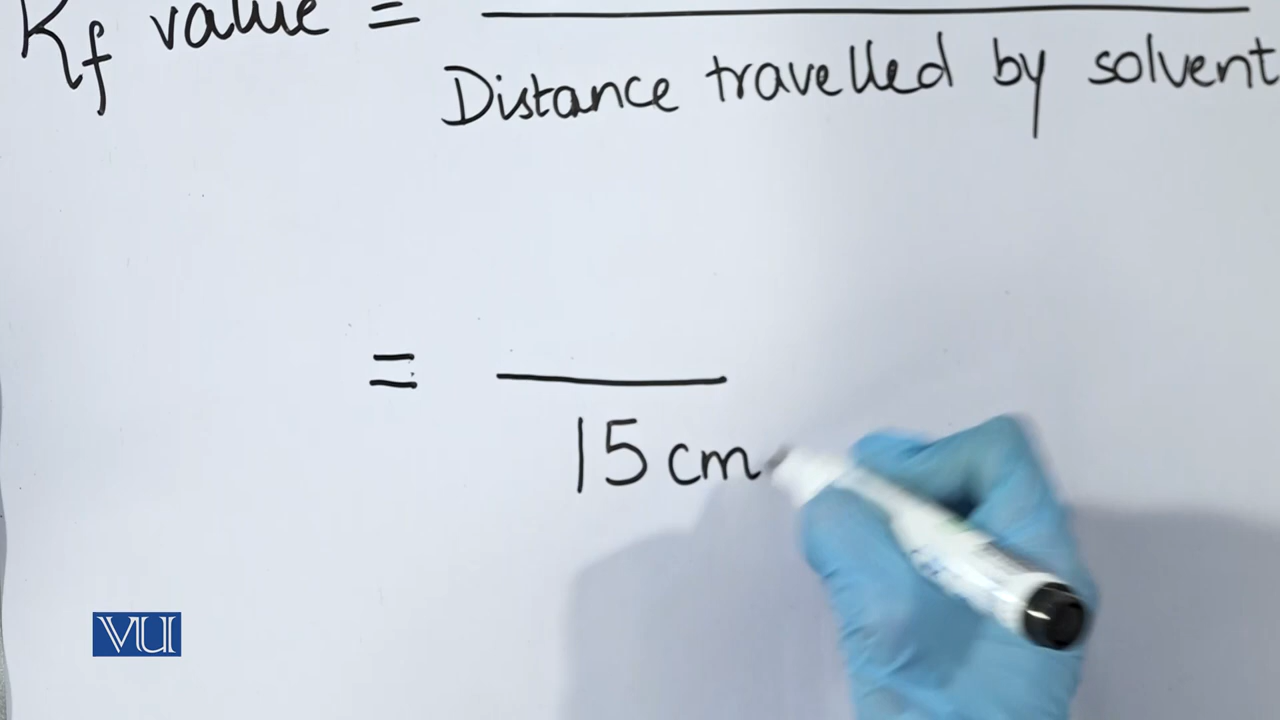 Rf value =
Distance travelled by solvent
=
15 cm
VU